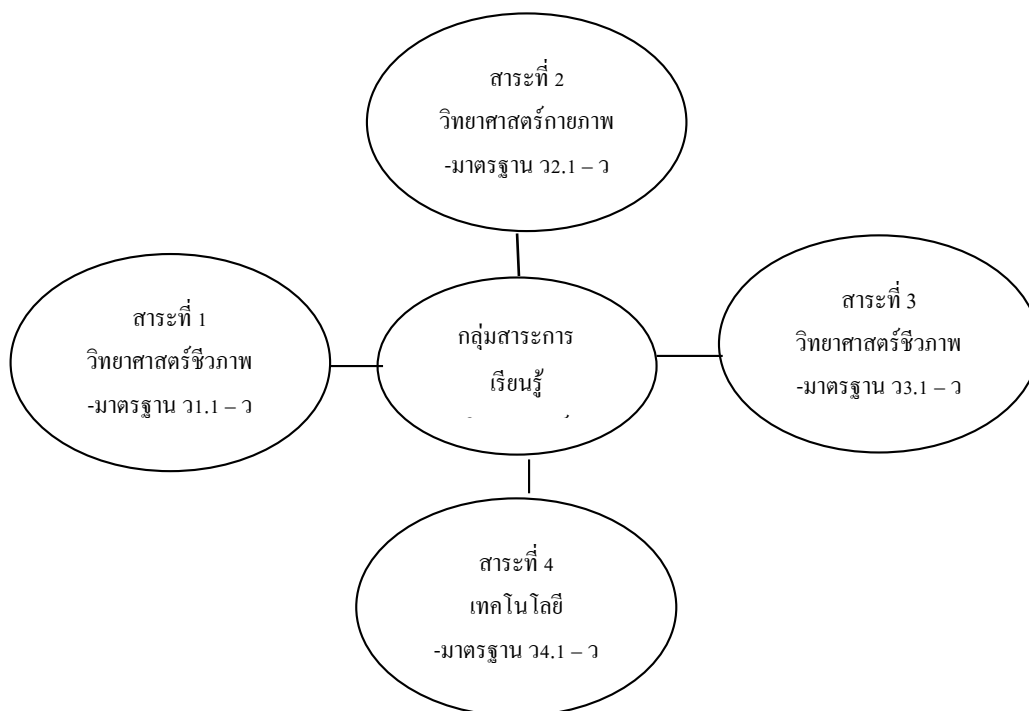 สาระที่ 2
วิทยาศาสตร์กายภาพ
-มาตรฐาน ว2.1 – ว
สาระที่ 1
วิทยาศาสตร์ชีวภาพ
-มาตรฐาน ว1.1 – ว
กลุ่มสาระการ
เรียนรู้
สาระที่ 3
วิทยาศาสตร์ชีวภาพ
-มาตรฐาน ว3.1 – ว
สาระที่ 4
เทคโนโลยี
-มาตรฐาน ว4.1 – ว